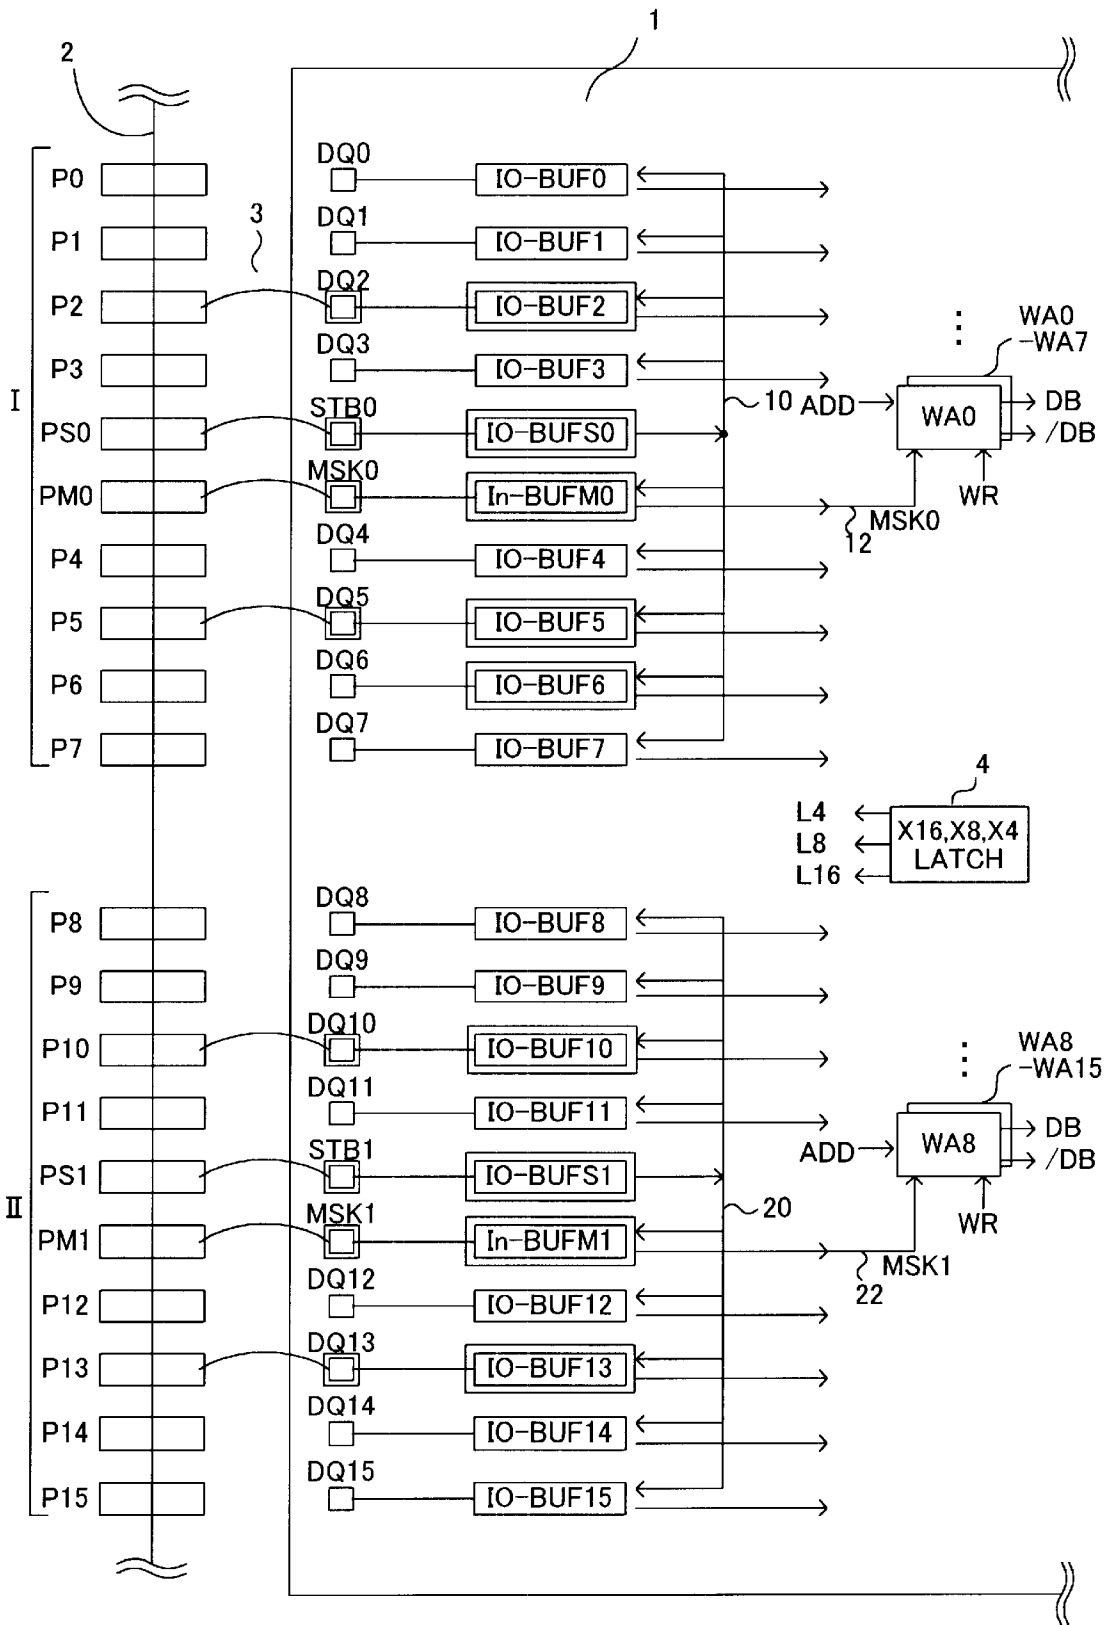 1
2
DQ0
P0 IO-BUF0
DQ1
P1 IO-BUF1
3
DQ2
P2 IO-BUF2
WA0
-WA7
DQ3
P3 IO-BUF3
I
10 ADD WA0 DB
/DB
STB0
PS0 IO-BUFS0
MSK0
PM0 In-BUFM0
WR
12 MSK0
DQ4
P4 IO-BUF4
DQ5
P5 IO-BUF5
DQ6
P6 IO-BUF6
DQ7
P7 IO-BUF7
4
L4
L8
L16
X16,X8,X4
LATCH
DQ8
P8 IO-BUF8
DQ9
P9 IO-BUF9
DQ10
P10 IO-BUF10
WA8
-WA15
DQ11
P11 IO-BUF11
ADD WA8 DB
/DB
STB1
PS1 IO-BUFS1
II
20 WR
MSK1
PM1 In-BUFM1
22 MSK1
DQ12
P12 IO-BUF12
DQ13
P13 IO-BUF13
DQ14
P14 IO-BUF14
DQ15
P15 IO-BUF15